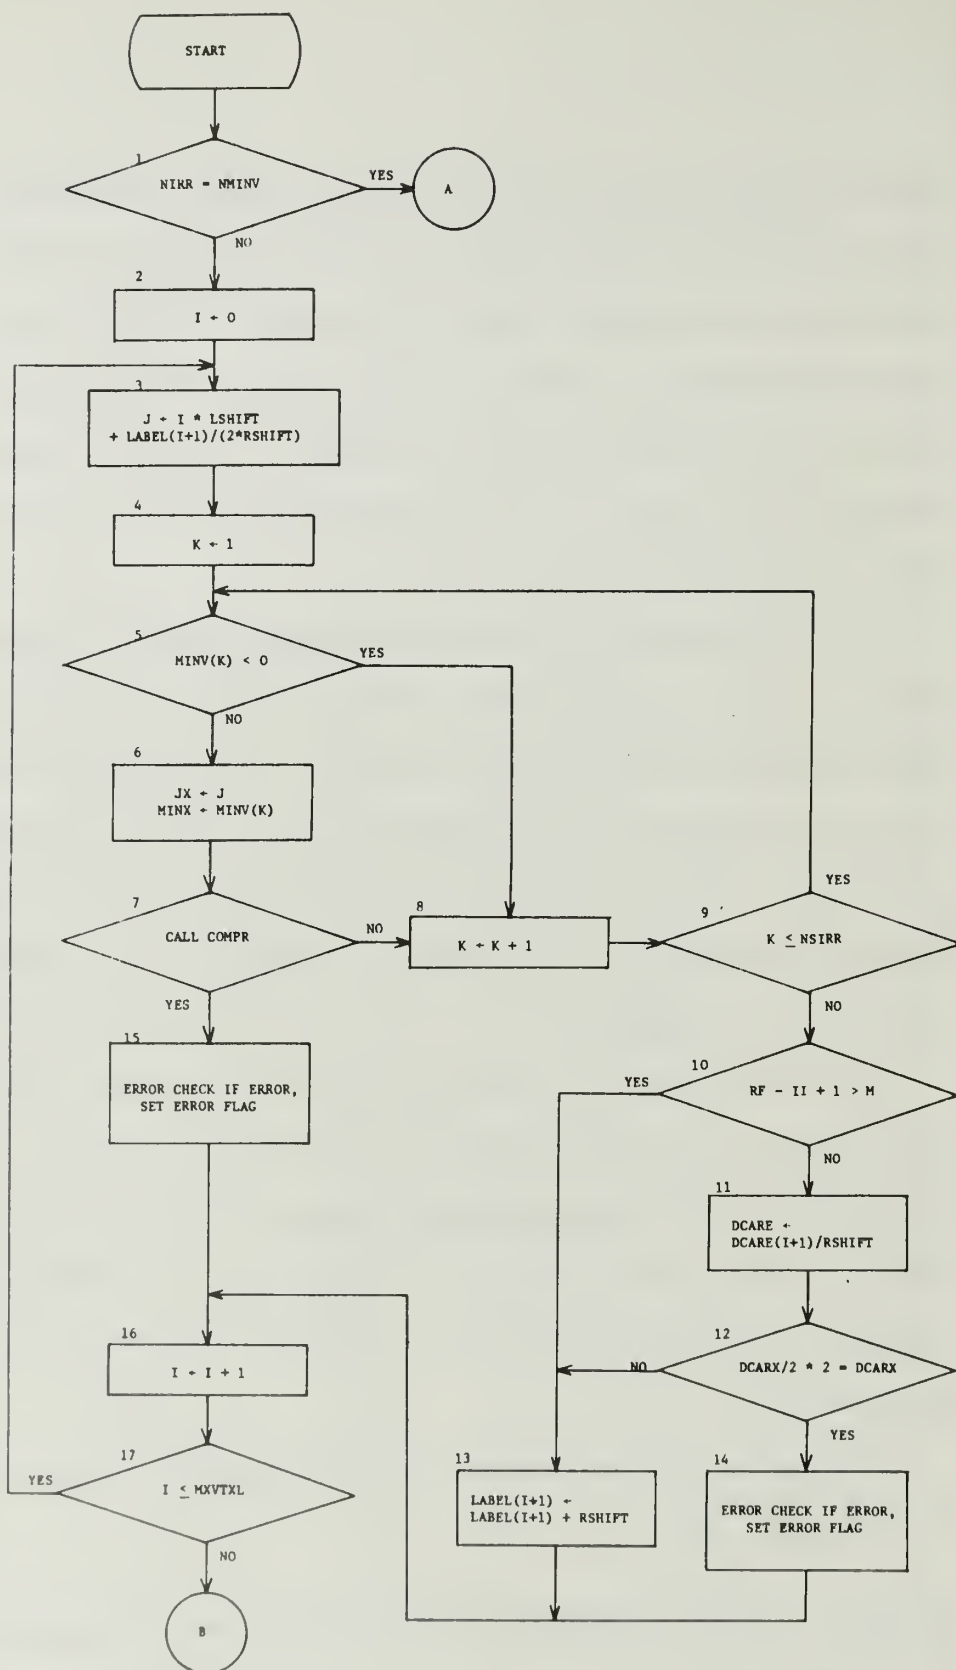 START
1
NIRR = NMINV
YES
A
NO
2
I ← 0
3
J ← I * LSHIFT
+ LABEL(I+1)/(2*RSHIFT)
4
K ← 1
5
MINV(K) < 0
YES
NO
6
JX ← J
MINX ← MINV(K)
7
CALL COMPR
NO
YES
8
K ← K + 1
9
K ≤ NSIRR
YES
NO
10
RF - II + 1 > M
YES
NO
11
DCARE ←
DCARE(I+1)/RSHIFT
12
DCARX/2 * 2 = DCARX
NO
YES
13
LABEL(I+1) ←
LABEL(I+1) + RSHIFT
14
ERROR CHECK IF ERROR,
SET ERROR FLAG
15
ERROR CHECK IF ERROR,
SET ERROR FLAG
16
I ← I + 1
17
I ≤ MXVTXL
YES
NO
B